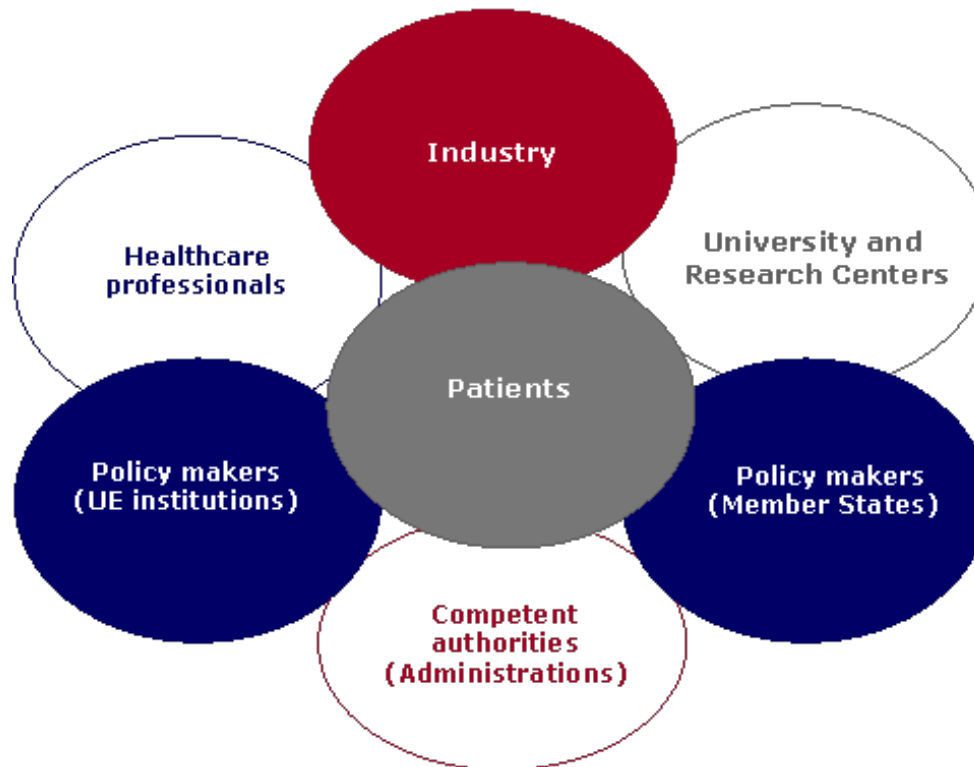 Industry
Healthcare
professionals
University and
Research Centers
Patients
Policy makers
(UE institutions)
Policy makers
(Member States)
Competent
authorities
(Administrations)